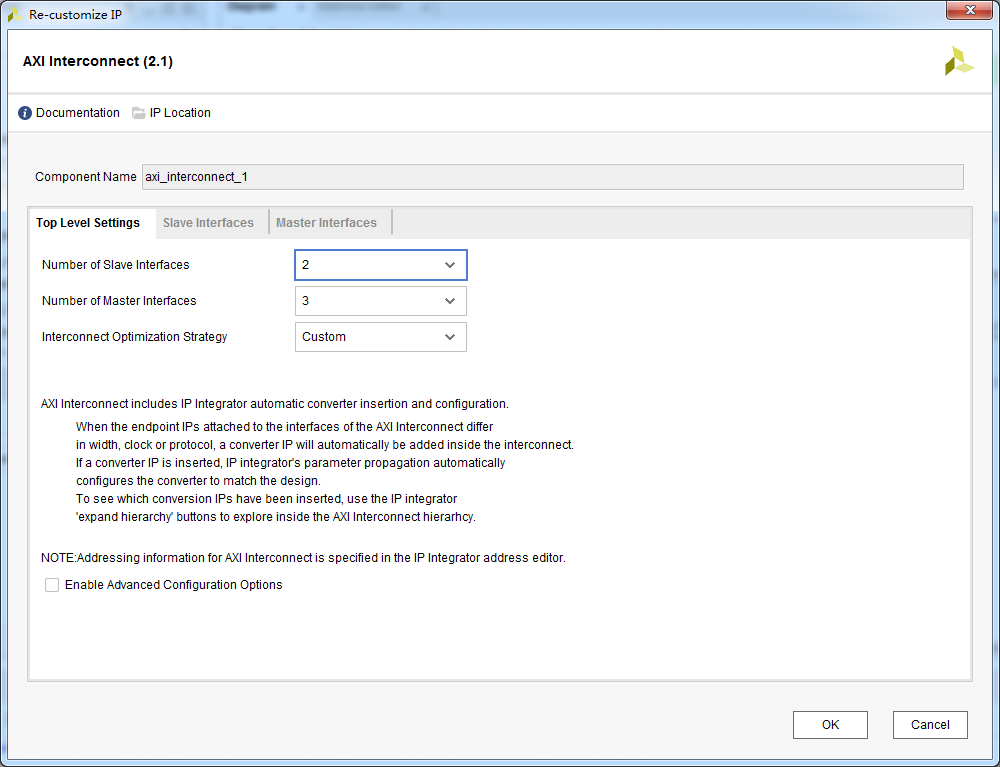 Re-customize IP
AXI Interconnect (2.1)
Documentation IP Location
Component Name axi_interconnect_1
Top Level Settings Slave Interfaces Master Interfaces
Number of Slave Interfaces 2
Number of Master Interfaces 3
Interconnect Optimization Strategy Custom
AXI Interconnect includes IP Integrator automatic converter insertion and configuration.
When the endpoint IPs attached to the interfaces of the AXI Interconnect differ
in width, clock or protocol, a converter IP will automatically be added inside the interconnect.
If a converter IP is inserted, IP integrator's parameter propagation automatically
configures the converter to match the design.
To see which conversion IPs have been inserted, use the IP integrator
'expand hierarchy' buttons to explore inside the AXI Interconnect hierarhcy.
NOTE:Addressing information for AXI Interconnect is specified in the IP Integrator address editor.
Enable Advanced Configuration Options
OK Cancel